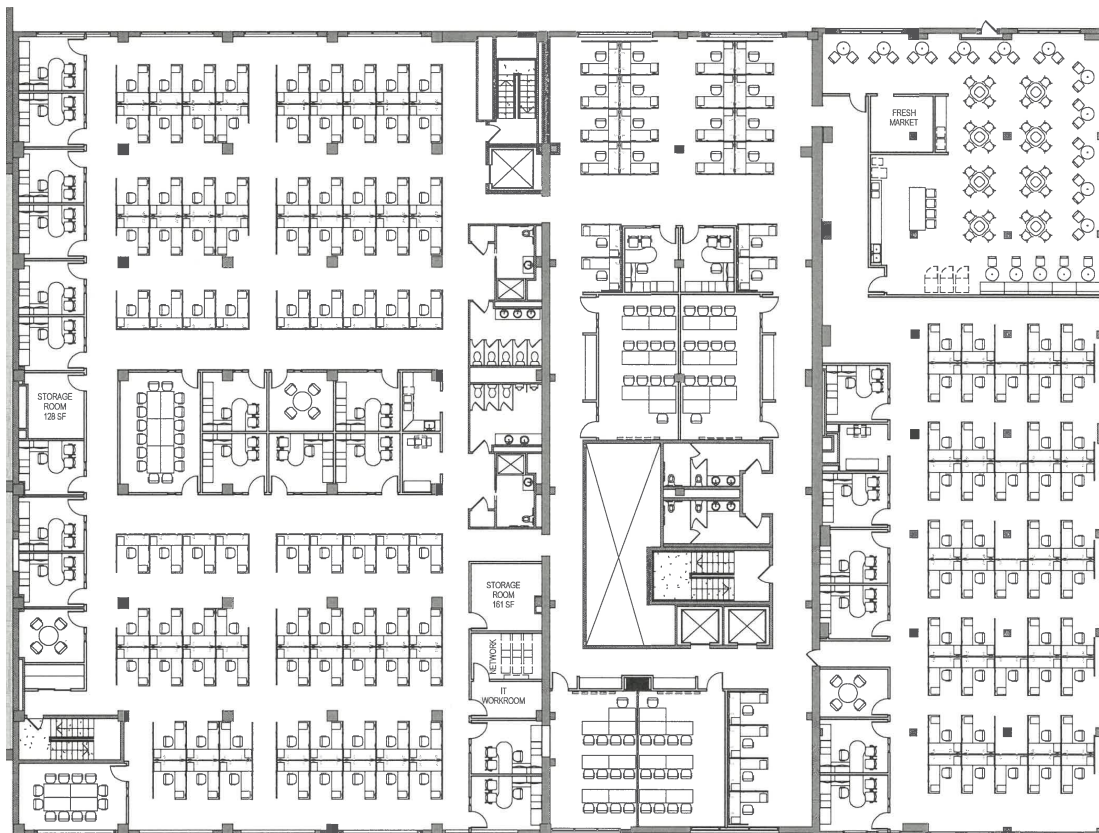 FRESH
MARKET
STORAGE
ROOM
128 SF
STORAGE
ROOM
161 SF
NETWORK
IT
WORKROOM